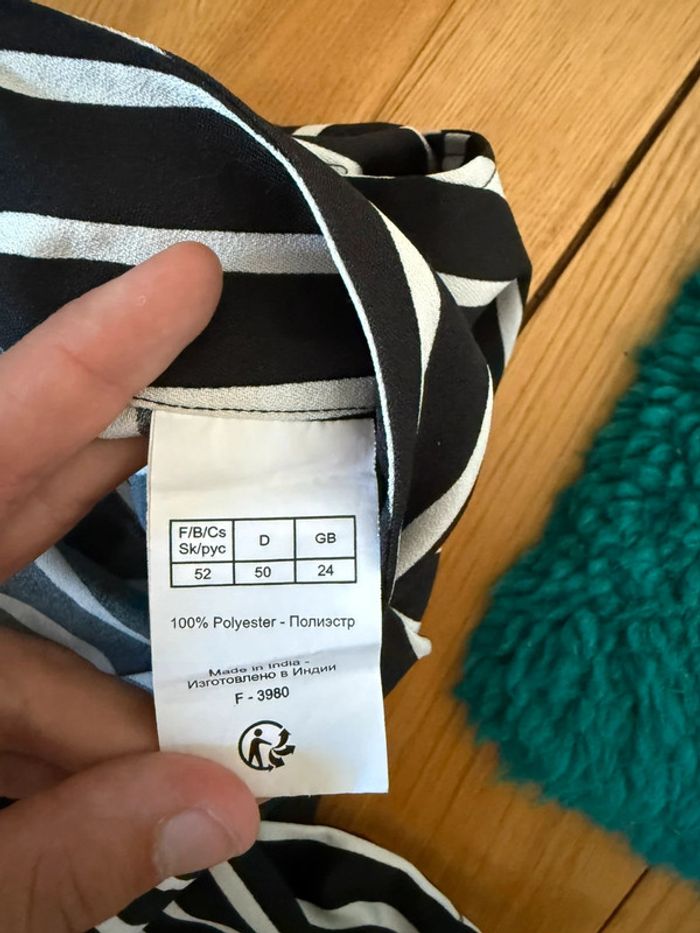 F/B/Cs D GB
Sk/рус
52 50 24
100% Polyester - Полиэстр
Made in India -
Изготовлено в Индии
F - 3980